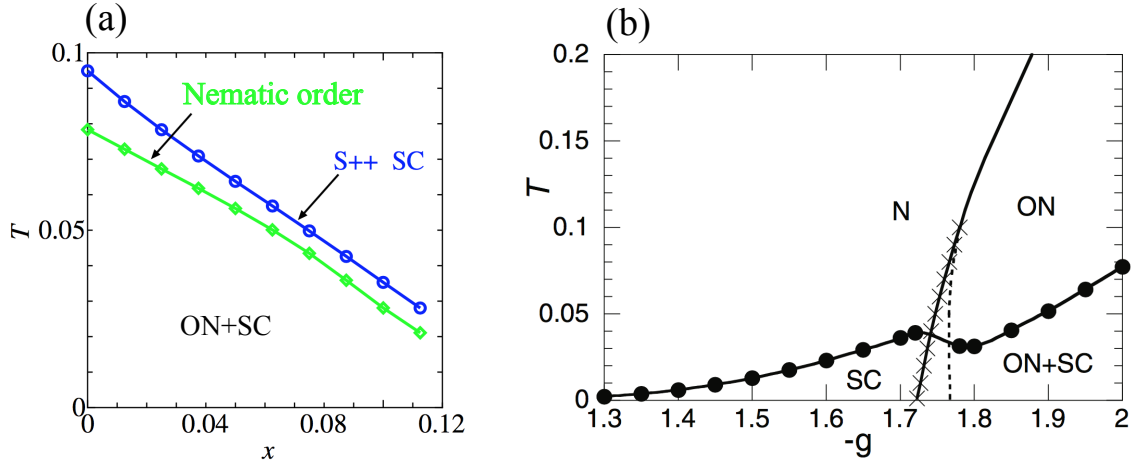 (a)
0.1
Nematic order
S++ SC
0.05
T
ON+SC
0
0 0.04 0.08 0.12
x
(b)
0.2
0.15
T
N
ON
0.1
0.05
SC
ON+SC
0
1.3 1.4 1.5 1.6 1.7 1.8 1.9 2
-g